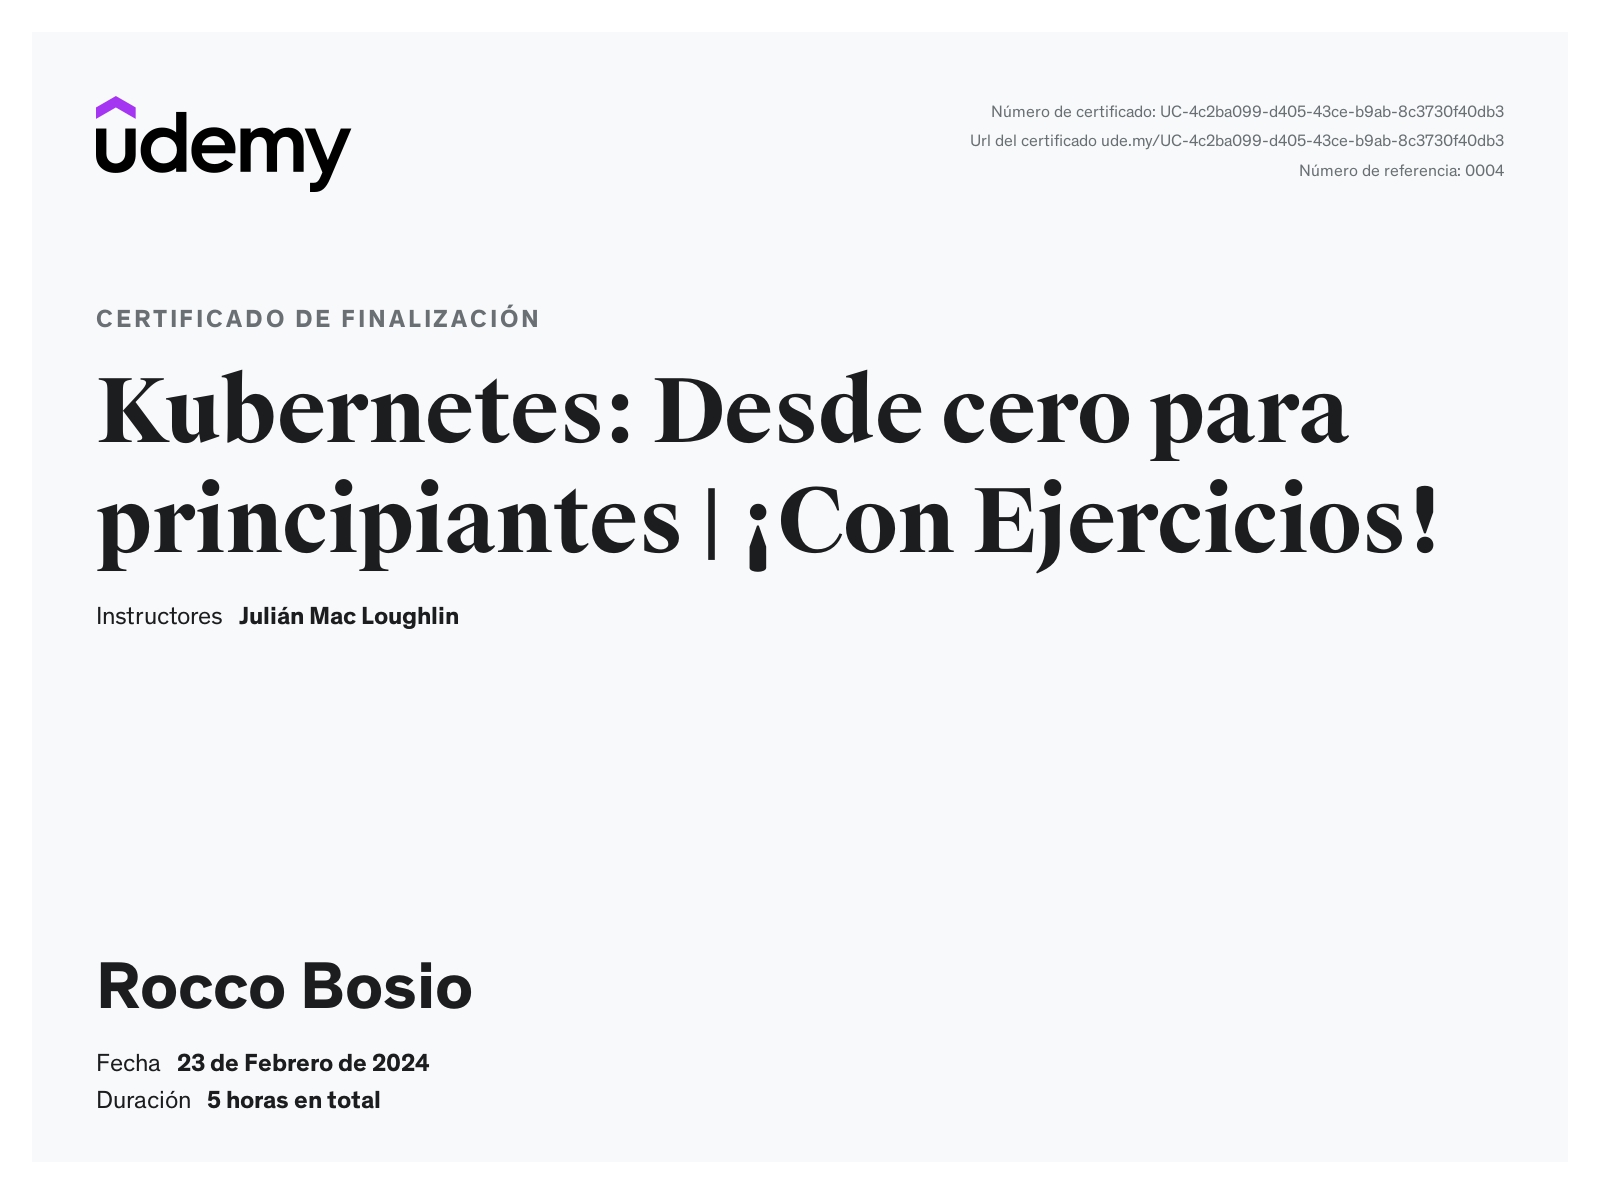 udemy
Número de certificado: UC-4c2ba099-d405-43ce-b9ab-8c3730f40db3
Url del certificado ude.my/UC-4c2ba099-d405-43ce-b9ab-8c3730f40db3
Número de referencia: 0004
CERTIFICADO DE FINALIZACIÓN
Kubernetes: Desde cero para
principiantes | ¡Con Ejercicios!
Instructores Julián Mac Loughlin
Rocco Bosio
Fecha 23 de Febrero de 2024
Duración 5 horas en total